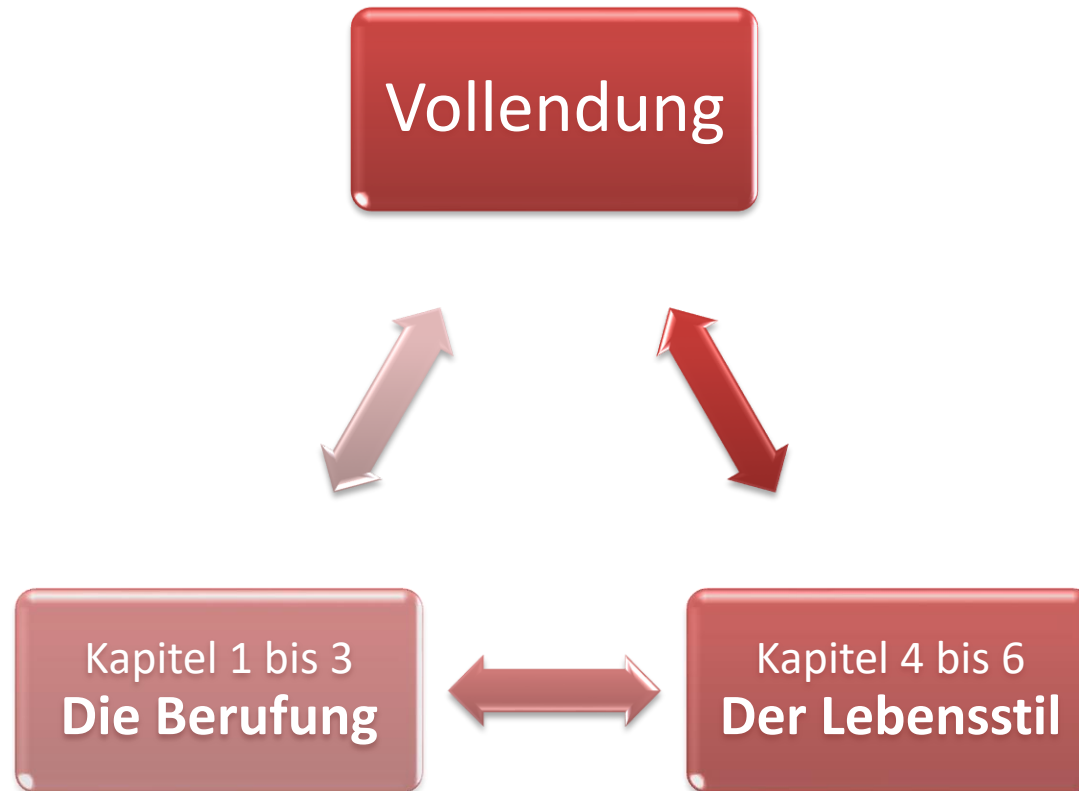 Vollendung
Kapitel 1 bis 3
Die Berufung
Kapitel 4 bis 6
Der Lebensstil